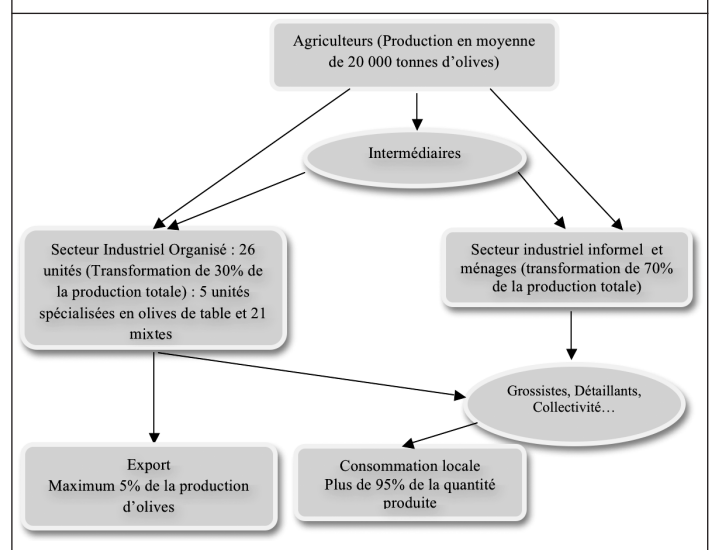 Agriculteurs (Production en moyenne
de 20 000 tonnes d'olives)
Intermédiaires
Secteur Industriel Organisé : 26
unités (Transformation de 30% de
la production totale) : 5 unités
spécialisées en olives de table et 21
mixtes
Secteur industriel informel et
ménages (transformation de 70%
de la production totale)
Grossistes, Détaillants,
Collectivité…
Export
Maximum 5% de la production
d'olives
Consommation locale
Plus de 95% de la quantité
produite